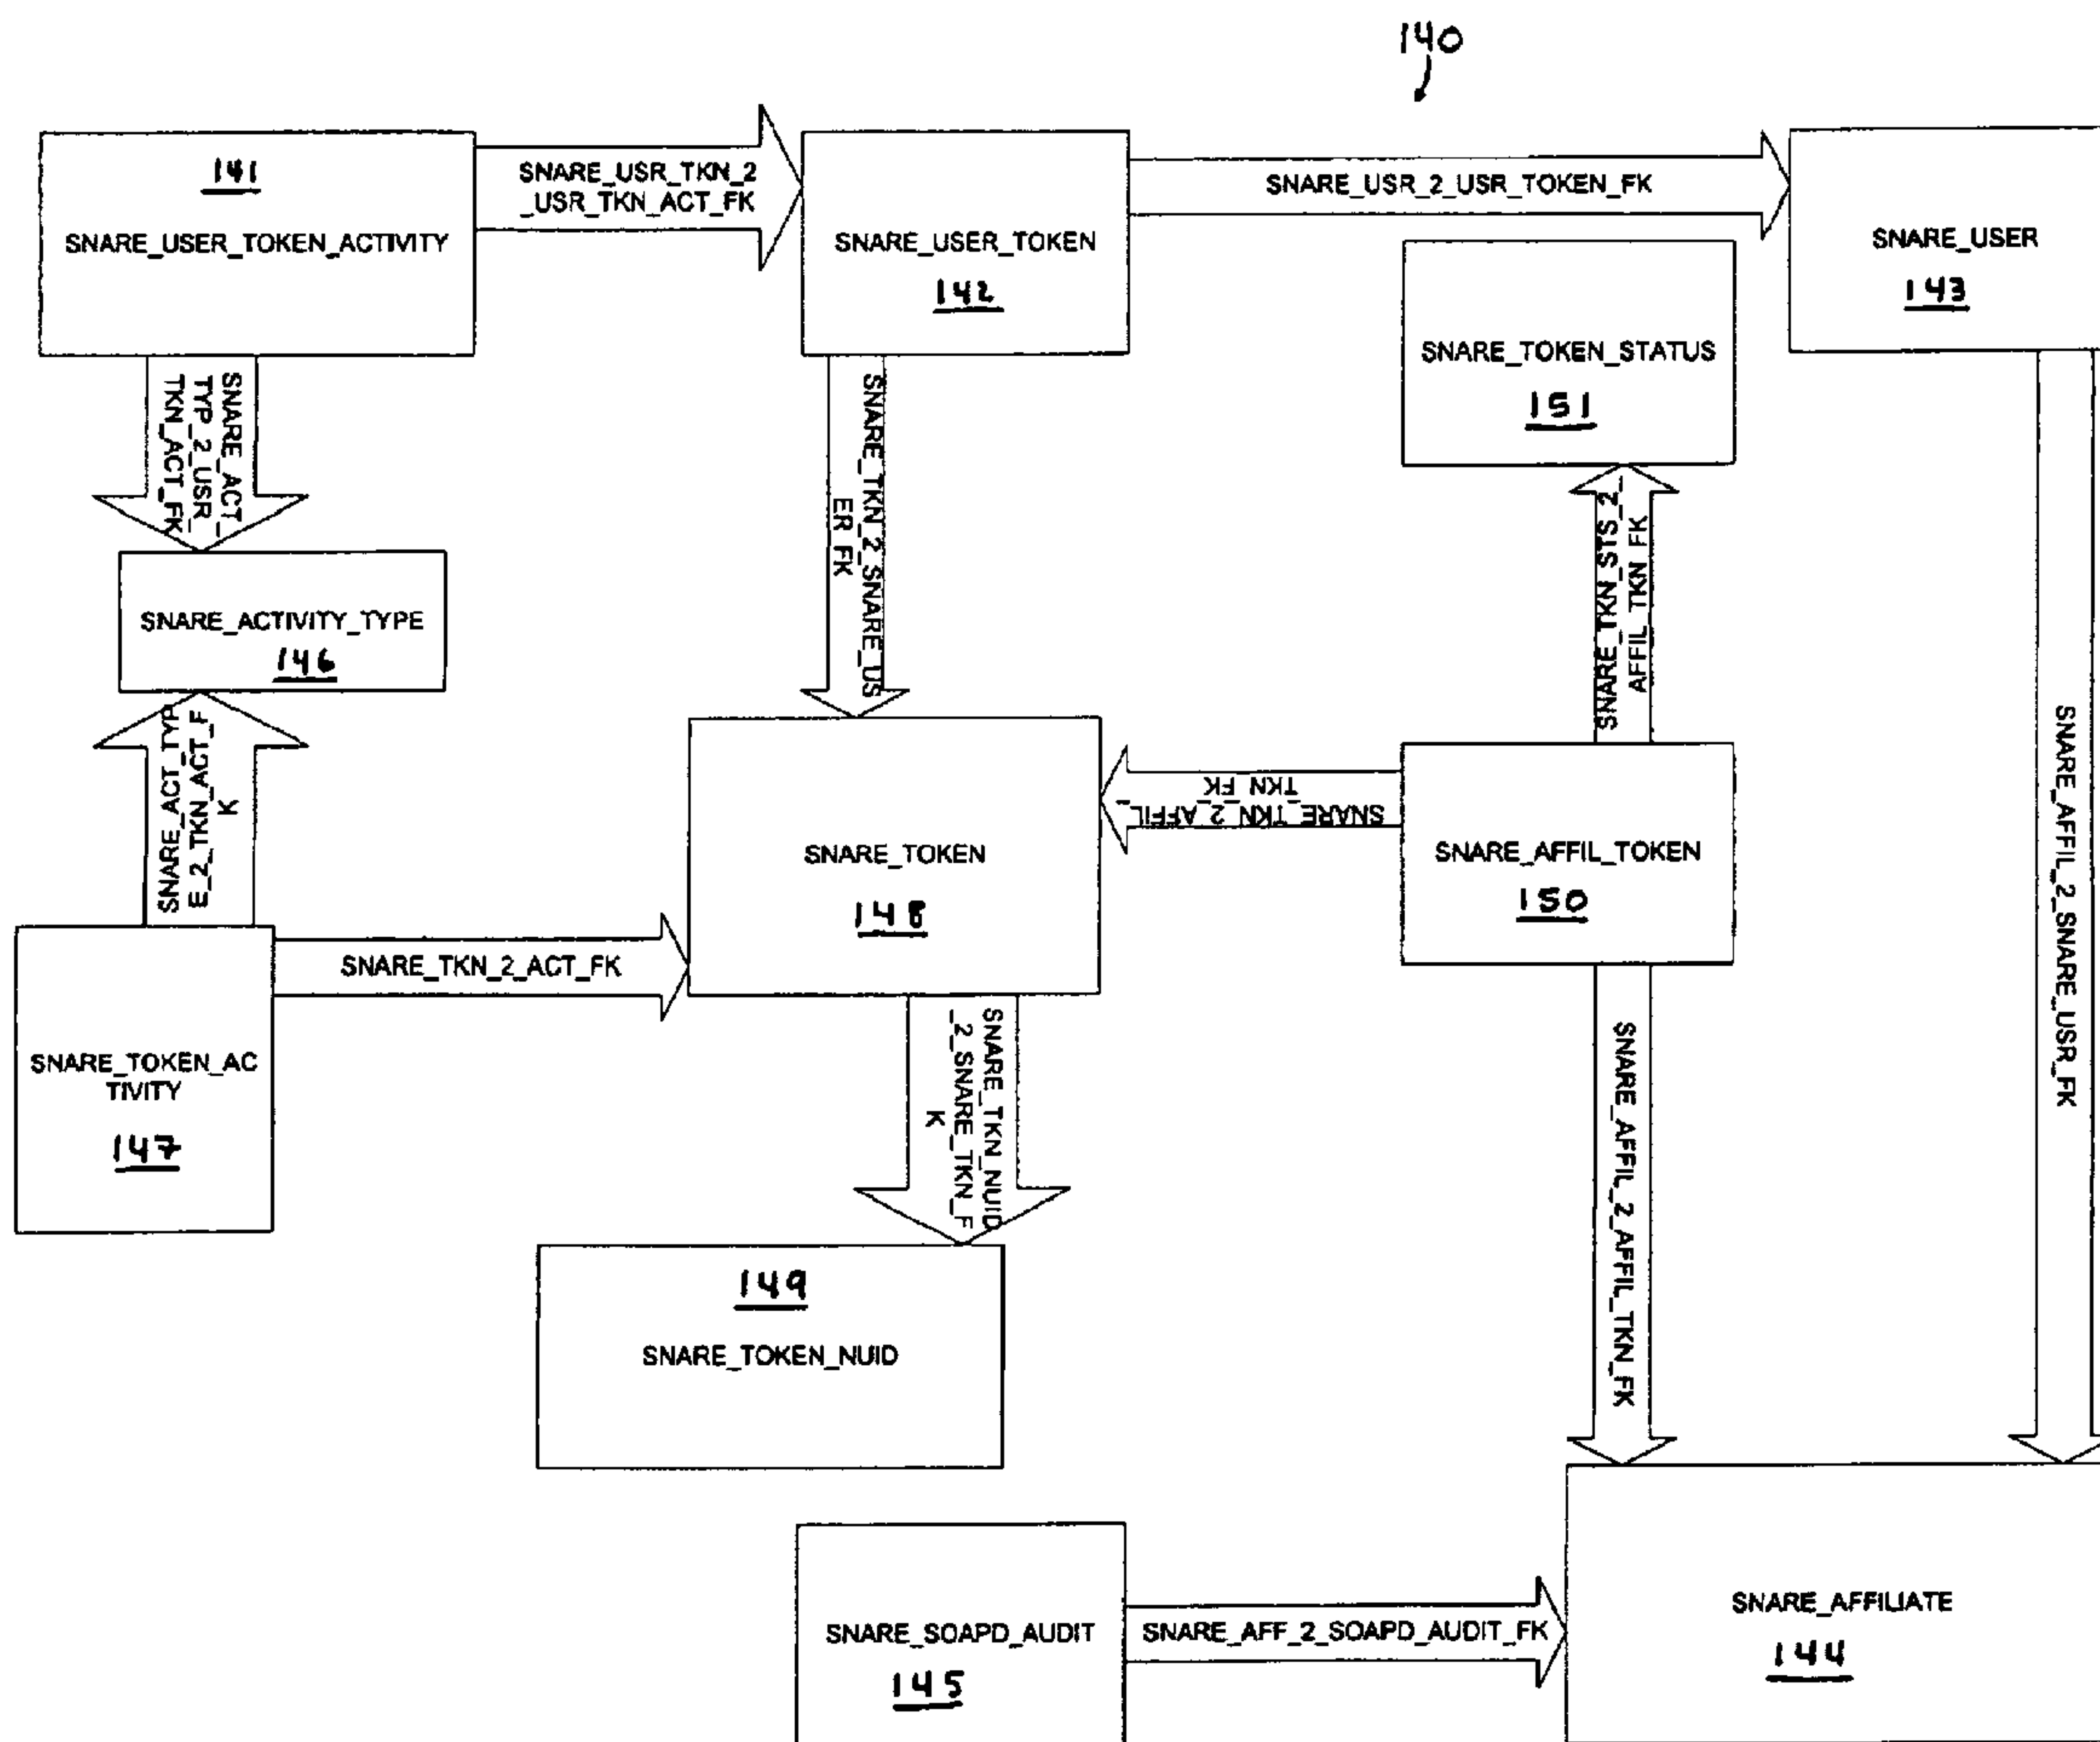 140
141
SNARE_USER_TOKEN_ACTIVITY
SNARE_USR_TKN_2
_USR_TKN_ACT_FK
SNARE_USER_TOKEN
142
SNARE_USR_2_USR_TOKEN_FK
SNARE_USER
143
SNARE_TOKEN_STATUS
151
SNARE_ACT_
TYP_2_USR_
TKN_ACT_FK
SNARE_TKN_2_SNARE_US
ER_FK
SNARE_TKN_STS_2_
AFFIL_TKN_FK
SNARE_ACTIVITY_TYPE
146
SNARE_ACT_TYP
E_2_TKN_ACT_F
K
SNARE_TOKEN
148
SNARE_TKN_2_AFFIL_
TKN_FK
SNARE_AFFIL_TOKEN
150
SNARE_AFFIL_2_SNARE_USR_FK
SNARE_TKN_2_ACT_FK
SNARE_TOKEN_AC
TIVITY
147
SNARE_TKN_NUID
_2_SNARE_TKN_F
K
SNARE_AFFIL_2_AFFIL_TKN_FK
149
SNARE_TOKEN_NUID
SNARE_SOAPD_AUDIT
145
SNARE_AFF_2_SOAPD_AUDIT_FK
SNARE_AFFILIATE
144